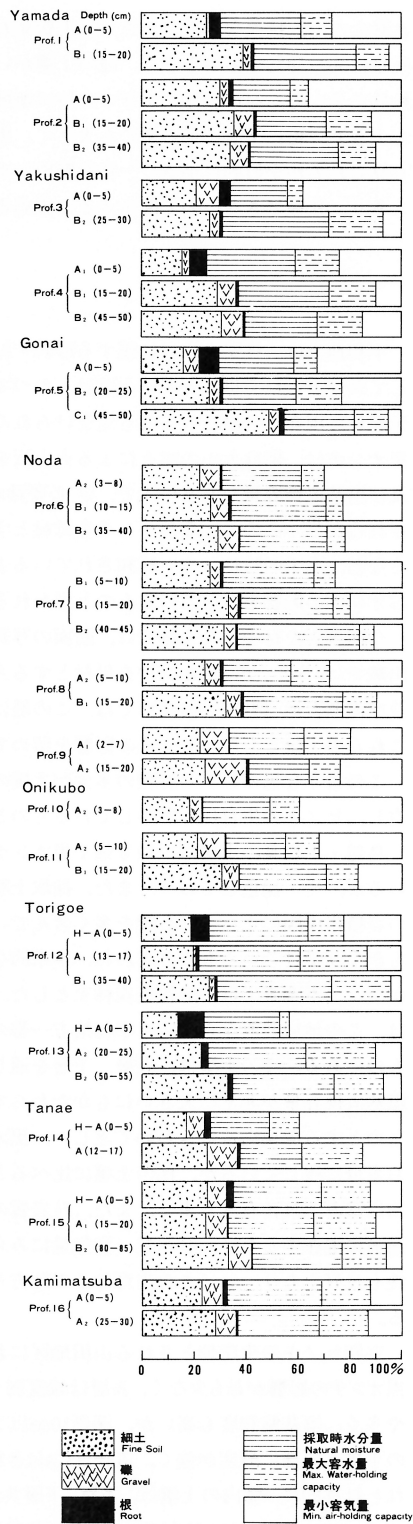 Yamada Depth (cm)
Prof. 1
A (0-5)
B₁ (15-20)
Prof. 2
A (0-5)
B₁ (15-20)
B₂ (35-40)
Yakushidani
Prof. 3
A (0-5)
B₂ (25-30)
Prof. 4
A₁ (0-5)
B₁ (15-20)
B₂ (45-50)
Gonai
Prof. 5
A (0-5)
B₂ (20-25)
C₁ (45-50)
Noda
Prof. 6
A₂ (3-8)
B₁ (10-15)
B₂ (35-40)
Prof. 7
B₁ (5-10)
B₁ (15-20)
B₂ (40-45)
Prof. 8
A₂ (5-10)
B₁ (15-20)
Prof. 9
A₁ (2-7)
A₂ (15-20)
Onikubo
Prof. 10 A₂ (3-8)
Prof. 11
A₂ (5-10)
B₁ (15-20)
Torigoe
Prof. 12
H-A (0-5)
A₁ (13-17)
B₁ (35-40)
Prof. 13
H-A (0-5)
A₂ (20-25)
B₂ (50-55)
Tanae
Prof. 14
H-A (0-5)
A (12-17)
Prof. 15
H-A (0-5)
A₁ (15-20)
B₂ (80-85)
Kamimatsuba
Prof. 16
A (0-5)
A₂ (25-30)
0 20 40 60 80 100%
細土
Fine Soil
礫
Gravel
根
Root
採取時水分量
Natural moisture
最大容水量
Max. Water-holding
capacity
最小容気量
Min. air-holding capacity